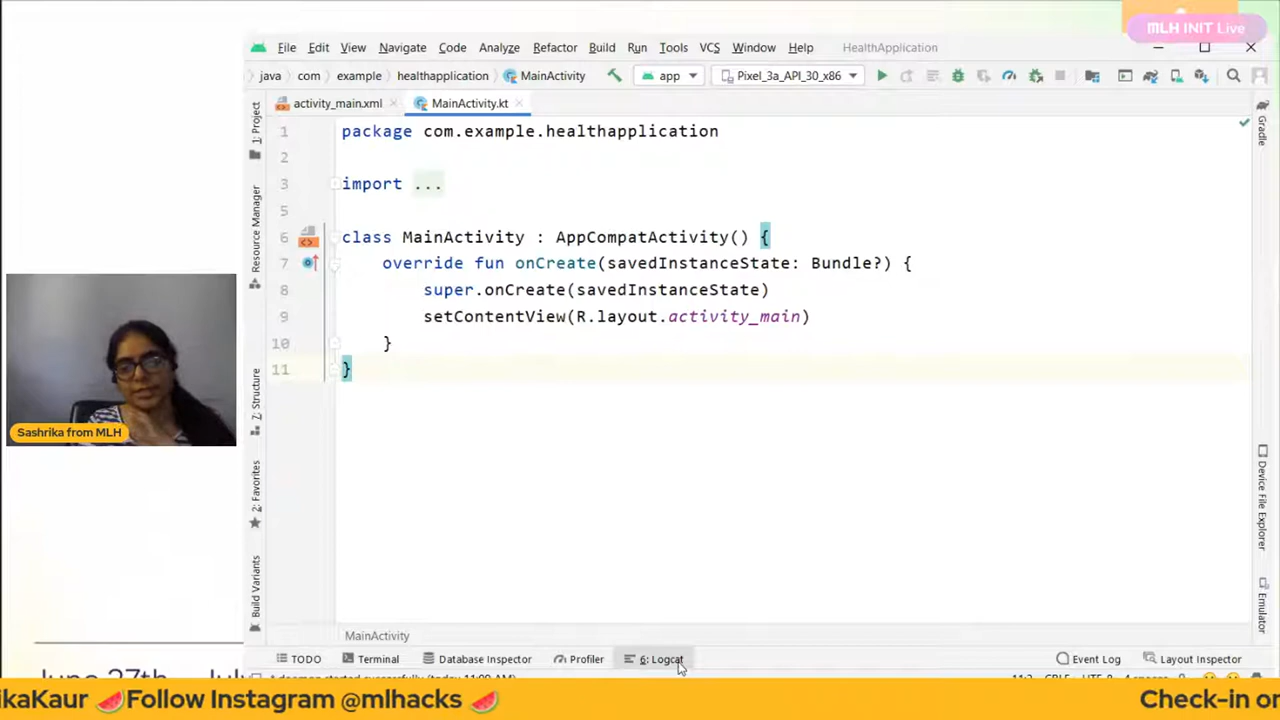 MLH INIT Live
File Edit View Navigate Code Analyze Refactor Build Run Tools VCS Window Help HealthApplication
java com example healthapplication MainActivity app Pixel_3a_API_30_x86
activity_main.xml MainActivity.kt
1: Project
Resource Manager
7: Structure
2: Favorites
Build Variants
1 package com.example.healthapplication
2
3 import ...
5
6 class MainActivity : AppCompatActivity() {
7 override fun onCreate(savedInstanceState: Bundle?) {
8 super.onCreate(savedInstanceState)
9 setContentView(R.layout.activity_main)
10 }
11 }
Gradle
Device File Explorer
Emulator
Sashrika from MLH
MainActivity
TODO Terminal Database Inspector Profiler 6: Logcat Event Log Layout Inspector
ikaKaur 🍉Follow Instagram @mlhacks 🍉 Check-in on